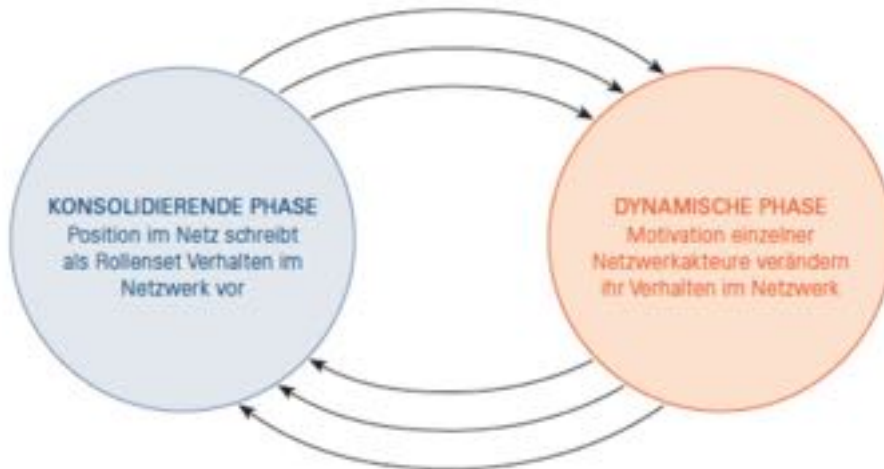 KONSOLIDIERENDE PHASE
Position im Netz schreibt
als Rollenset Verhalten im
Netzwerk vor
DYNAMISCHE PHASE
Motivation einzelner
Netzwerkakteure verändern
ihr Verhalten im Netzwerk